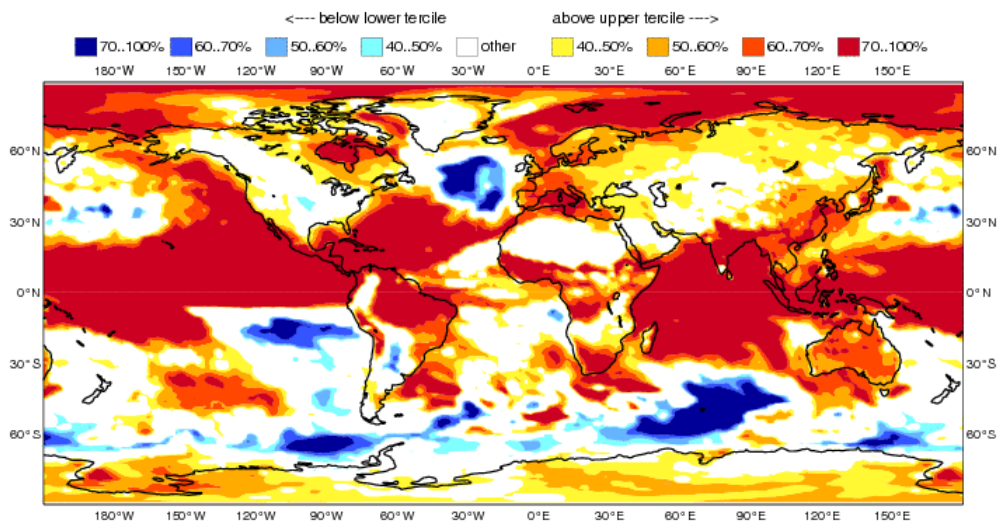 <---- below lower tercile above upper tercile ---->
70..100% 60..70% 50..60% 40..50% other 40..50% 50..60% 60..70% 70..100%
180°W 150°W 120°W 90°W 60°W 30°W 0°E 30°E 60°E 90°E 120°E 150°E
60°N 60°N
30°N 30°N
0°N 0°N
30°S 30°S
60°S 60°S
180°W 150°W 120°W 90°W 60°W 30°W 0°E 30°E 60°E 90°E 120°E 150°E